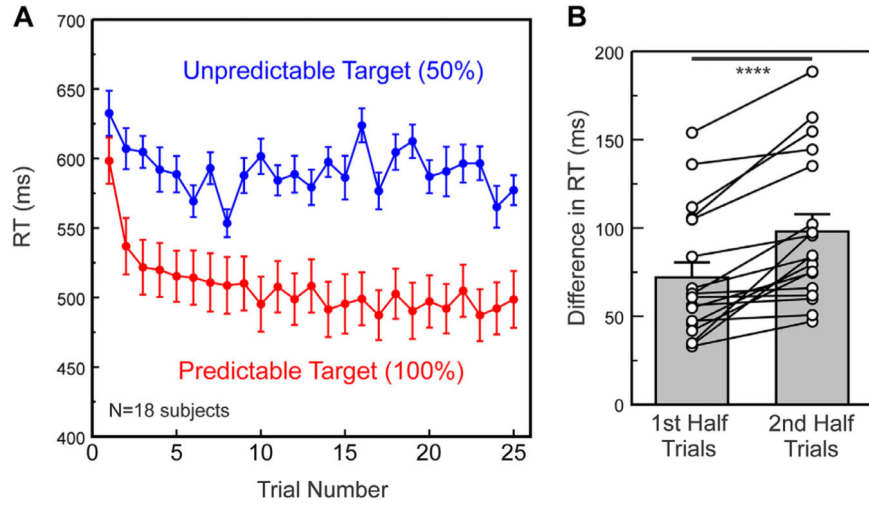 A
700
650
600
550
500
450
400
RT (ms)
Unpredictable Target (50%)
Predictable Target (100%)
N=18 subjects
0 5 10 15 20 25
Trial Number
B
200
150
100
50
0
Difference in RT (ms)
****
1st Half 2nd Half
Trials Trials